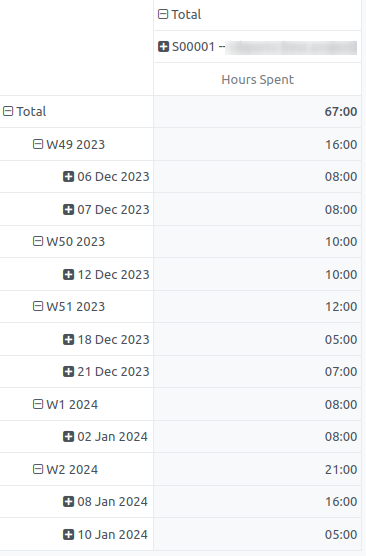 Total
S00001 --
Hours Spent
Total 67:00
W49 2023 16:00
06 Dec 2023 08:00
07 Dec 2023 08:00
W50 2023 10:00
12 Dec 2023 10:00
W51 2023 12:00
18 Dec 2023 05:00
21 Dec 2023 07:00
W1 2024 08:00
02 Jan 2024 08:00
W2 2024 21:00
08 Jan 2024 16:00
10 Jan 2024 05:00